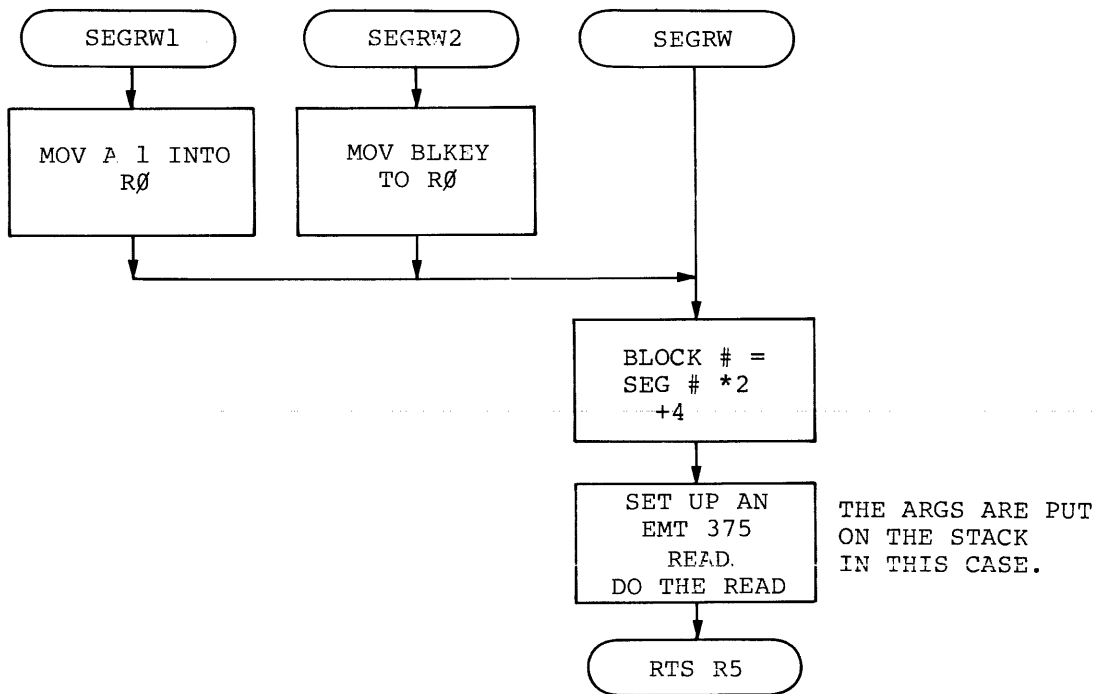 SEGRW1
SEGRW2
SEGRW
MOV A 1 INTO
RØ
MOV BLKEY
TO RØ
BLOCK # =
SEG # *2
+4
SET UP AN
EMT 375
READ.
DO THE READ
THE ARGS ARE PUT
ON THE STACK
IN THIS CASE.
RTS R5